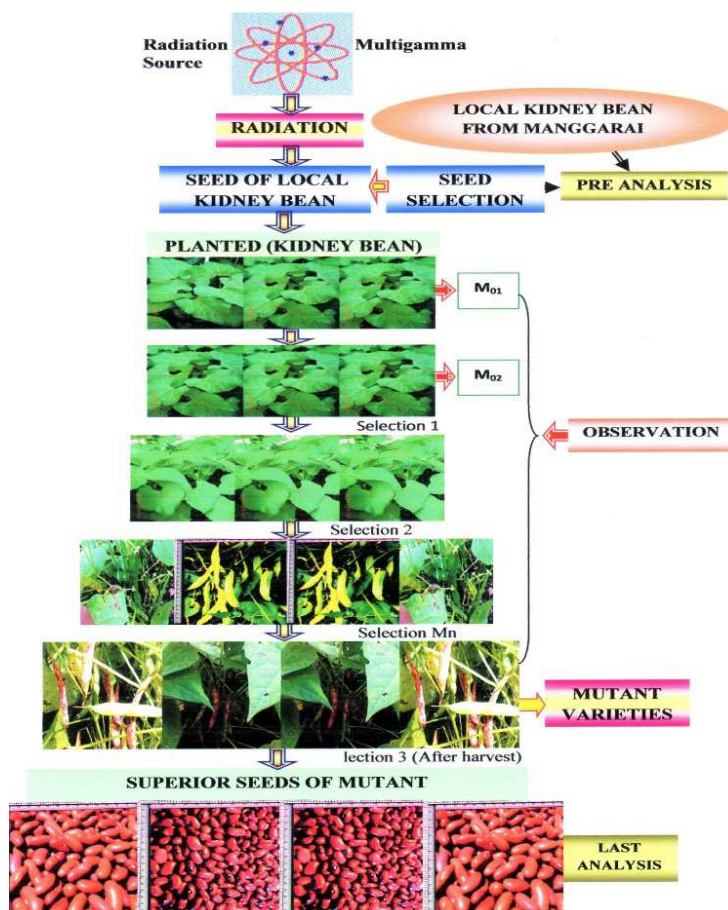 Radiation
Source
Multigamma
RADIATION
LOCAL KIDNEY BEAN
FROM MANGGARAI
SEED OF LOCAL
KIDNEY BEAN
SEED
SELECTION
PRE ANALYSIS
PLANTED (KIDNEY BEAN)
M01
M02
Selection 1
OBSERVATION
Selection 2
Selection Mn
MUTANT
VARIETIES
lection 3 (After harvest)
SUPERIOR SEEDS OF MUTANT
LAST
ANALYSIS